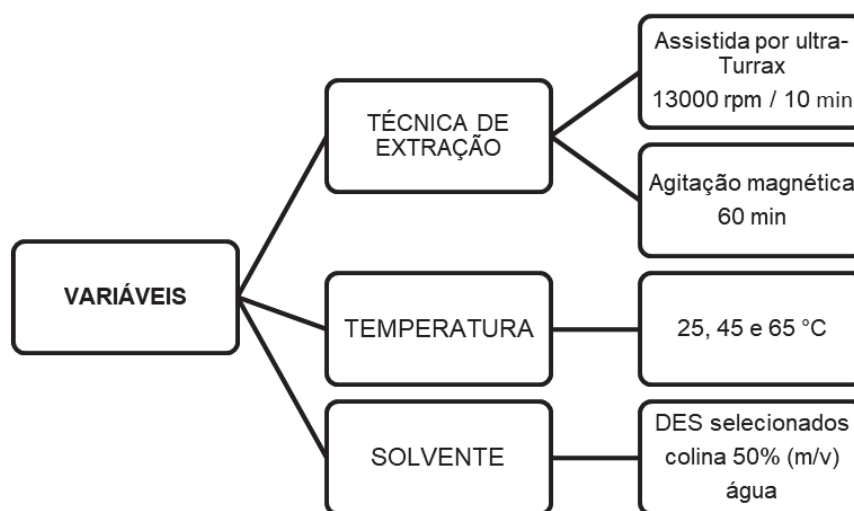 Assistida por ultra-
Turrax
13000 rpm / 10 min
TÉCNICA DE
EXTRAÇÃO
Agitação magnética
60 min
VARIÁVEIS
TEMPERATURA
25, 45 e 65 °C
SOLVENTE
DES selecionados
colina 50% (m/v)
água